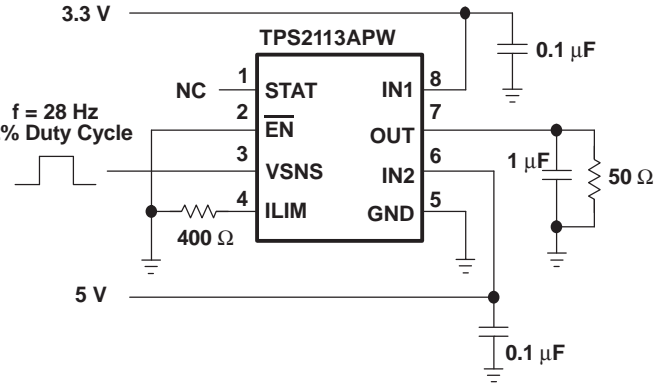 3.3 V
TPS2113APW
0.1 µF
NC
1
STAT
IN1
8
f = 28 Hz
% Duty Cycle
2
EN
OUT
7
3
VSNS
IN2
6
1 µF
50 Ω
4
ILIM
GND
5
400 Ω
5 V
0.1 µF